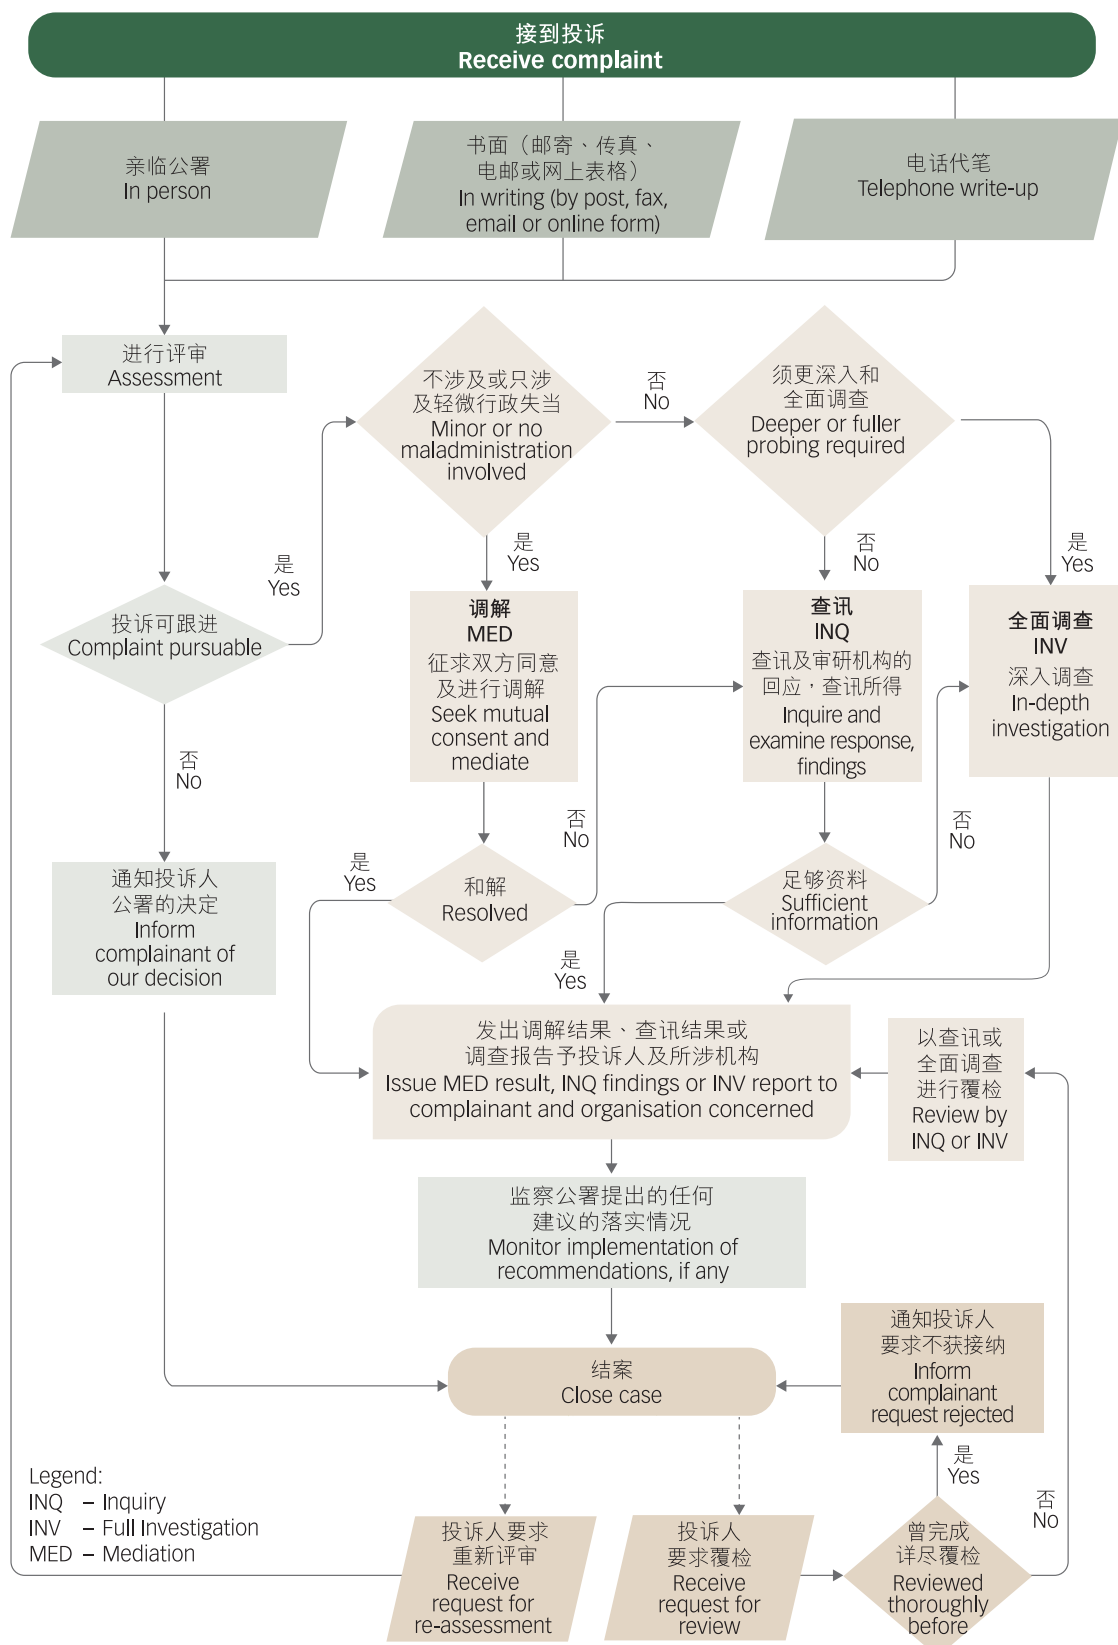 接到投诉
Receive complaint
亲临公署
In person
书面（邮寄、传真、
电邮或网上表格）
In writing (by post, fax,
email or online form)
电话代笔
Telephone write-up
进行评审
Assessment
不涉及或只涉
及轻微行政失当
Minor or no
maladministration
involved
否
No
须更深入和
全面调查
Deeper or fuller
probing required
是
Yes
是
Yes
否
No
是
Yes
投诉可跟进
Complaint pursuable
调解
MED
征求双方同意
及进行调解
Seek mutual
consent and
mediate
查讯
INQ
查讯及审研机构的
回应，查讯所得
Inquire and
examine response,
findings
全面调查
INV
深入调查
In-depth
investigation
否
No
否
No
否
No
是
Yes
通知投诉人
公署的决定
Inform
complainant of
our decision
和解
Resolved
足够资料
Sufficient
information
是
Yes
发出调解结果、查讯结果或
调查报告予投诉人及所涉机构
Issue MED result, INQ findings or INV report to
complainant and organisation concerned
以查讯或
全面调查
进行覆检
Review by
INQ or INV
监察公署提出的任何
建议的落实情况
Monitor implementation of
recommendations, if any
结案
Close case
通知投诉人
要求不获接纳
Inform
complainant
request rejected
是
Yes
否
No
Legend:
INQ – Inquiry
INV – Full Investigation
MED – Mediation
投诉人要求
重新评审
Receive
request for
re-assessment
投诉人
要求覆检
Receive
request for
review
曾完成
详尽覆检
Reviewed
thoroughly
before